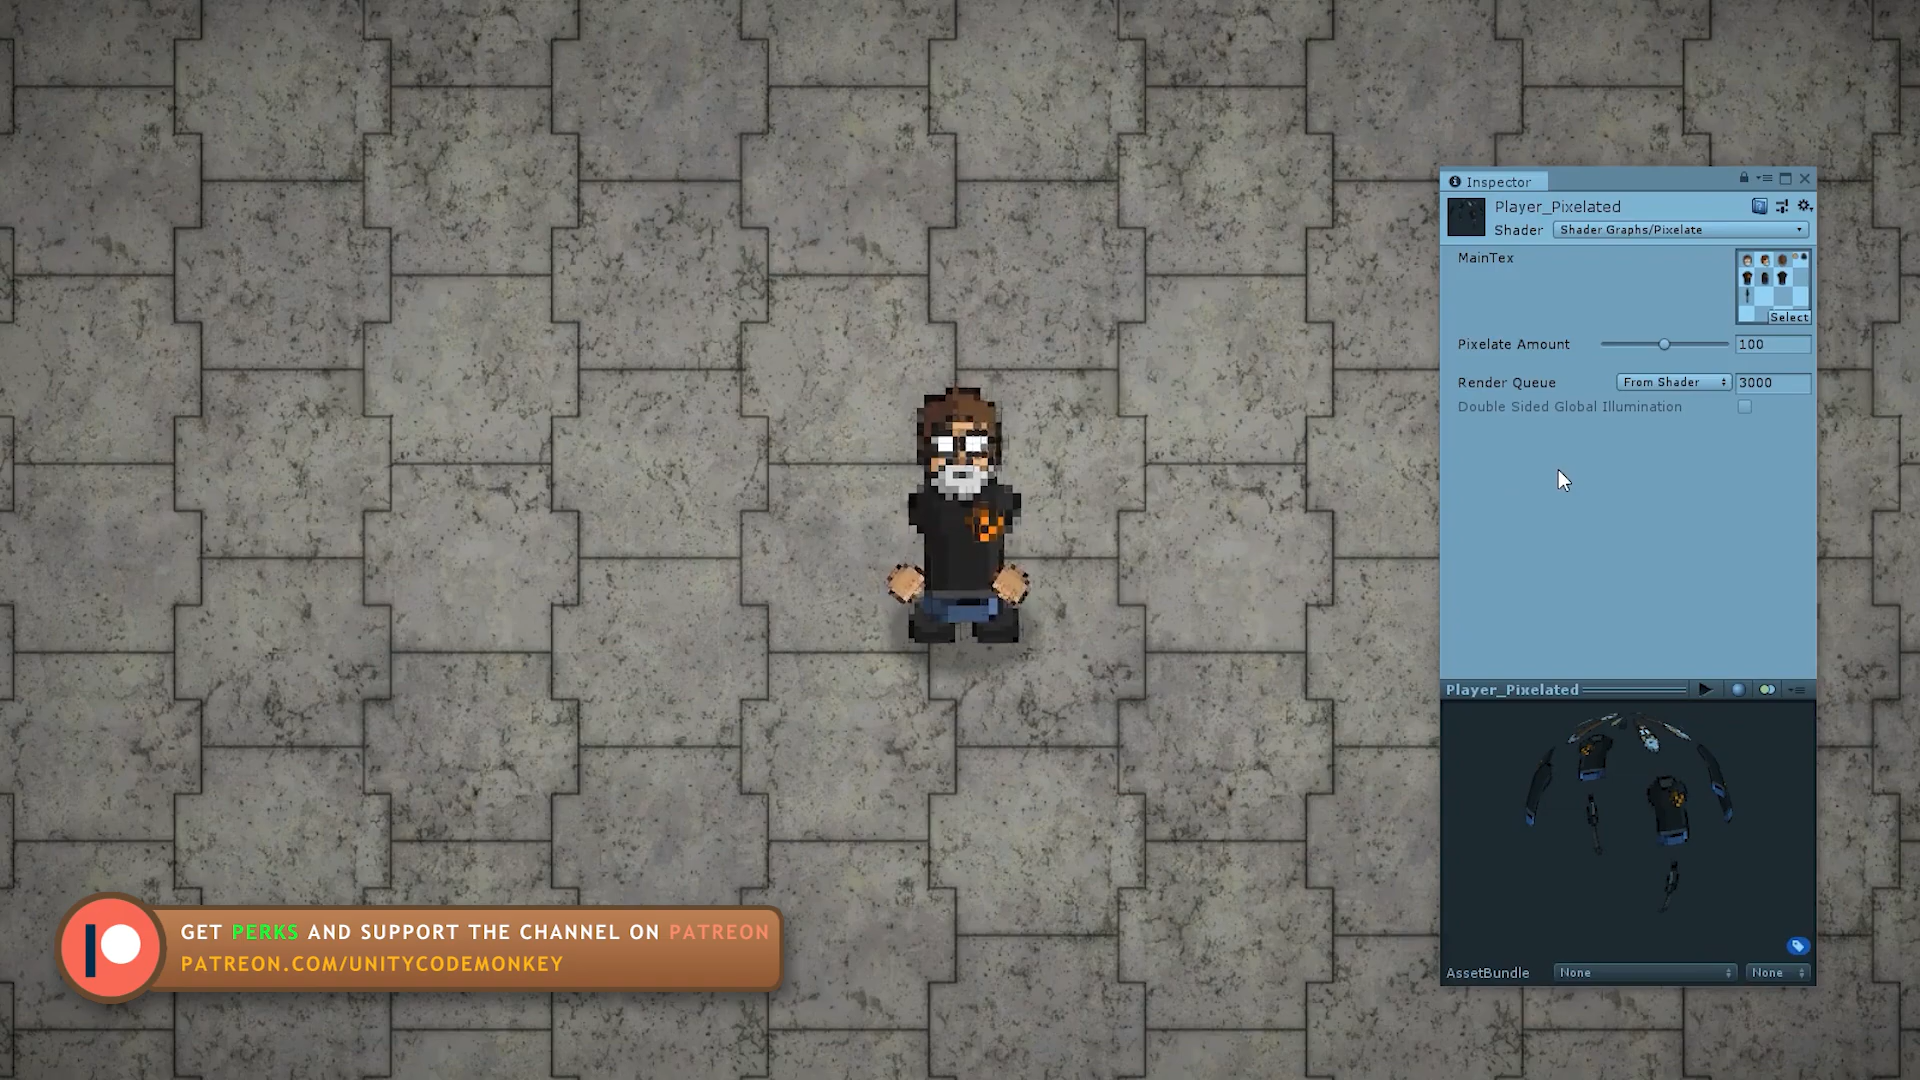 Inspector
Player_Pixelated
Shader Shader Graphs/Pixelate
MainTex
Select
Pixelate Amount 100
Render Queue From Shader 3000
Double Sided Global Illumination
Player_Pixelated
AssetBundle None None
GET PERKS AND SUPPORT THE CHANNEL ON PATREON
PATREON.COM/UNITYCODEMONKEY